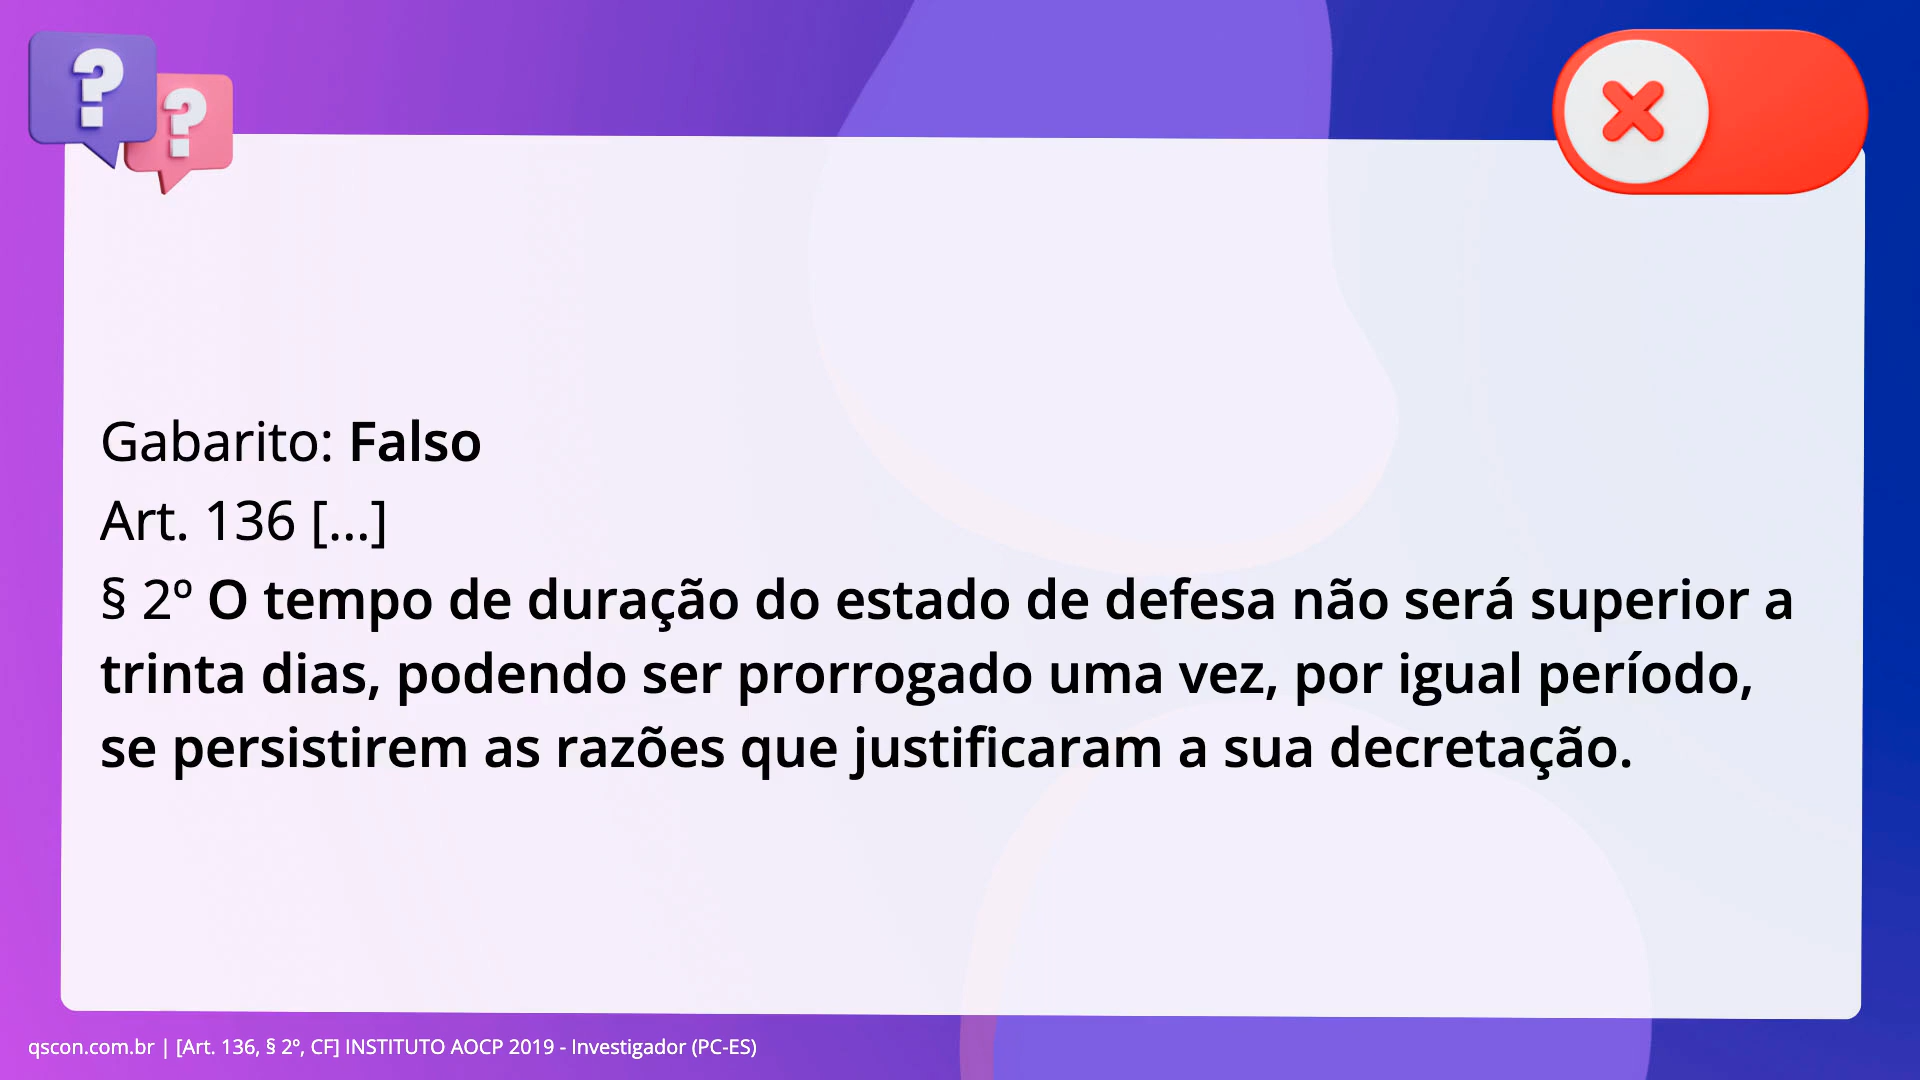 ? ?
Gabarito: Falso
Art. 136 [...]
§ 2º O tempo de duração do estado de defesa não será superior a
trinta dias, podendo ser prorrogado uma vez, por igual período,
se persistirem as razões que justificaram a sua decretação.
qscon.com.br | [Art. 136, § 2º, CF] INSTITUTO AOCP 2019 - Investigador (PC-ES)